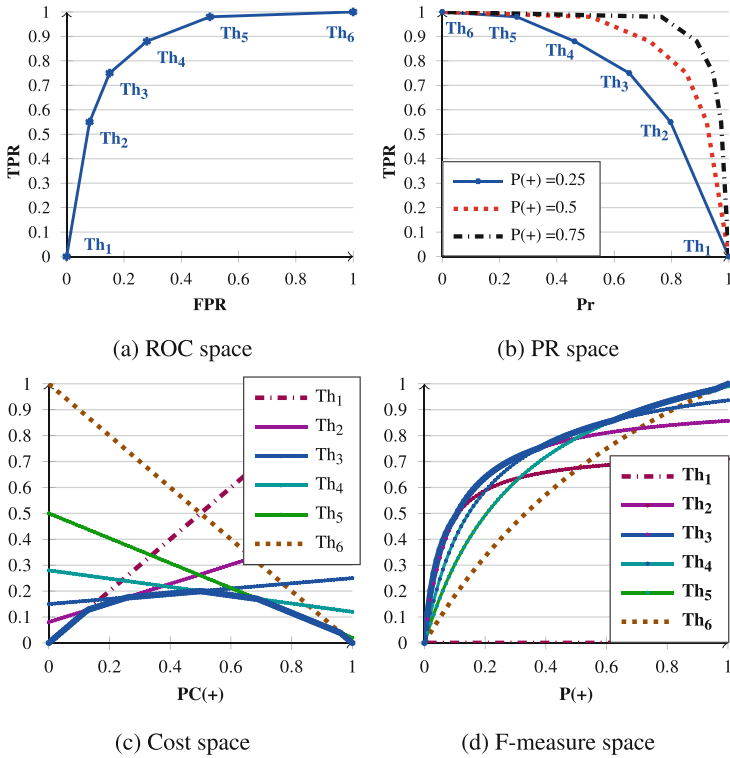 1
0.9
0.8
0.7
0.6
0.5
0.4
0.3
0.2
0.1
0
TPR
Th1
Th2
Th3
Th4
Th5
Th6
0 0.2 0.4 0.6 0.8 1
FPR
(a) ROC space
1
0.9
0.8
0.7
0.6
0.5
0.4
0.3
0.2
0.1
0
TPR
Th6
Th5
Th4
Th3
Th2
Th1
P(+) =0.25
P(+) =0.5
P(+) =0.75
0 0.2 0.4 0.6 0.8 1
Pr
(b) PR space
1
0.9
0.8
0.7
0.6
0.5
0.4
0.3
0.2
0.1
0
Th1
Th2
Th3
Th4
Th5
Th6
0 0.2 0.4 0.6 0.8 1
PC(+)
(c) Cost space
1
0.9
0.8
0.7
0.6
0.5
0.4
0.3
0.2
0.1
0
Th1
Th2
Th3
Th4
Th5
Th6
0 0.2 0.4 0.6 0.8 1
P(+)
(d) F-measure space